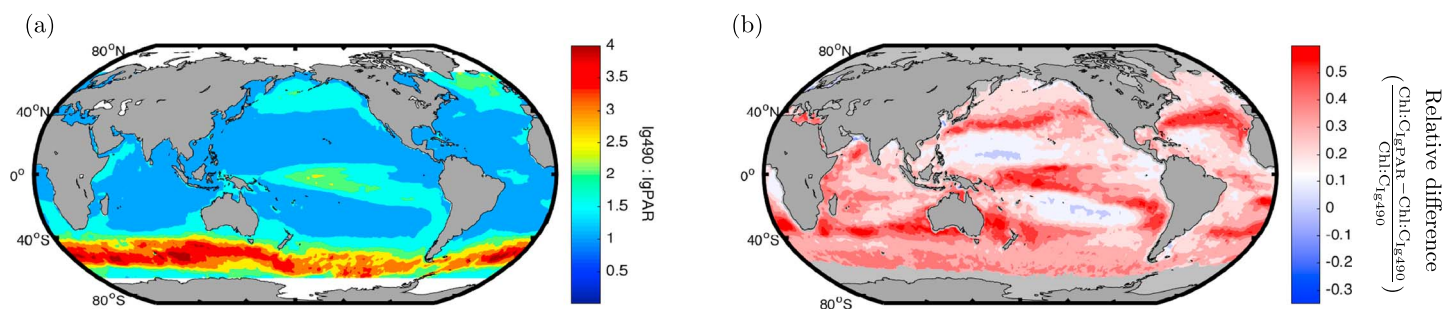 (a)
80°N
40°N
0°
40°S
80°S
4
3.5
3
2.5
2
1.5
1
0.5
Ig490 : IgPAR
(b)
80°N
40°N
0°
40°S
80°S
0.5
0.4
0.3
0.2
0.1
0
-0.1
-0.2
-0.3
Relative difference
( Chl:C_IgPAR−Chl:C_Ig490 / Chl:C_Ig490 )